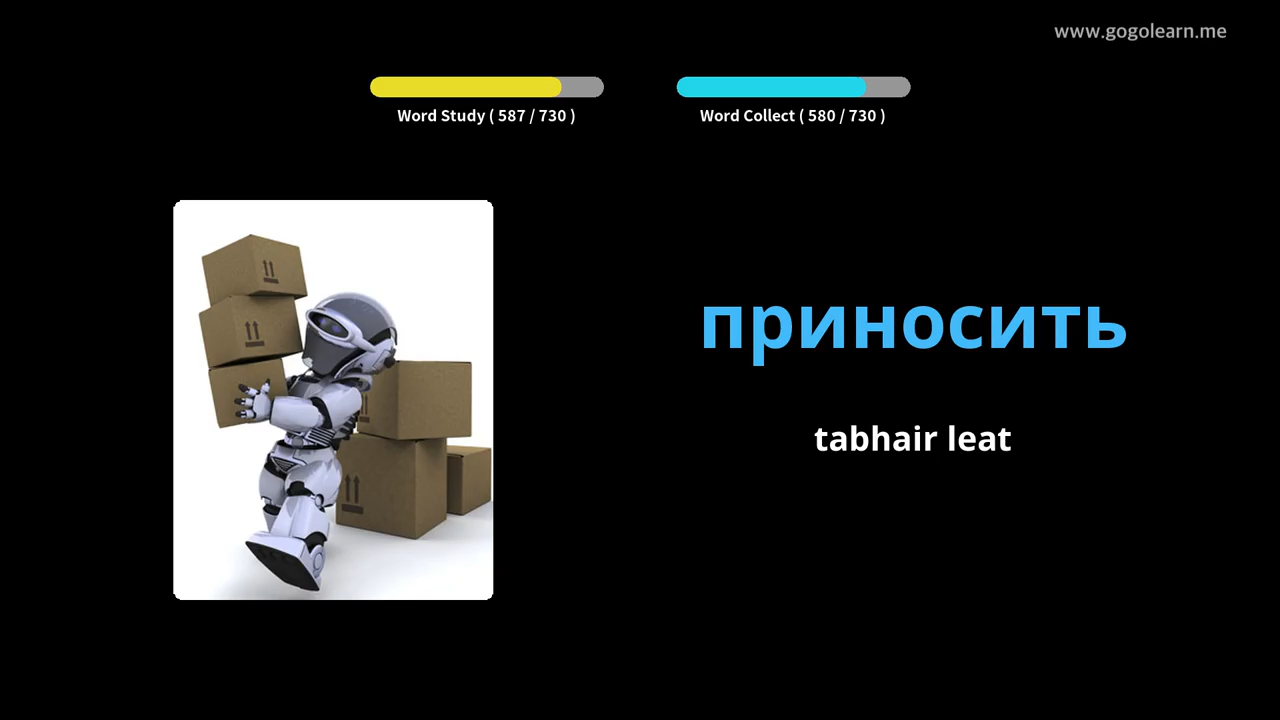 www.gogolearn.me
Word Study ( 587 / 730 )
Word Collect ( 580 / 730 )
приносить
tabhair leat